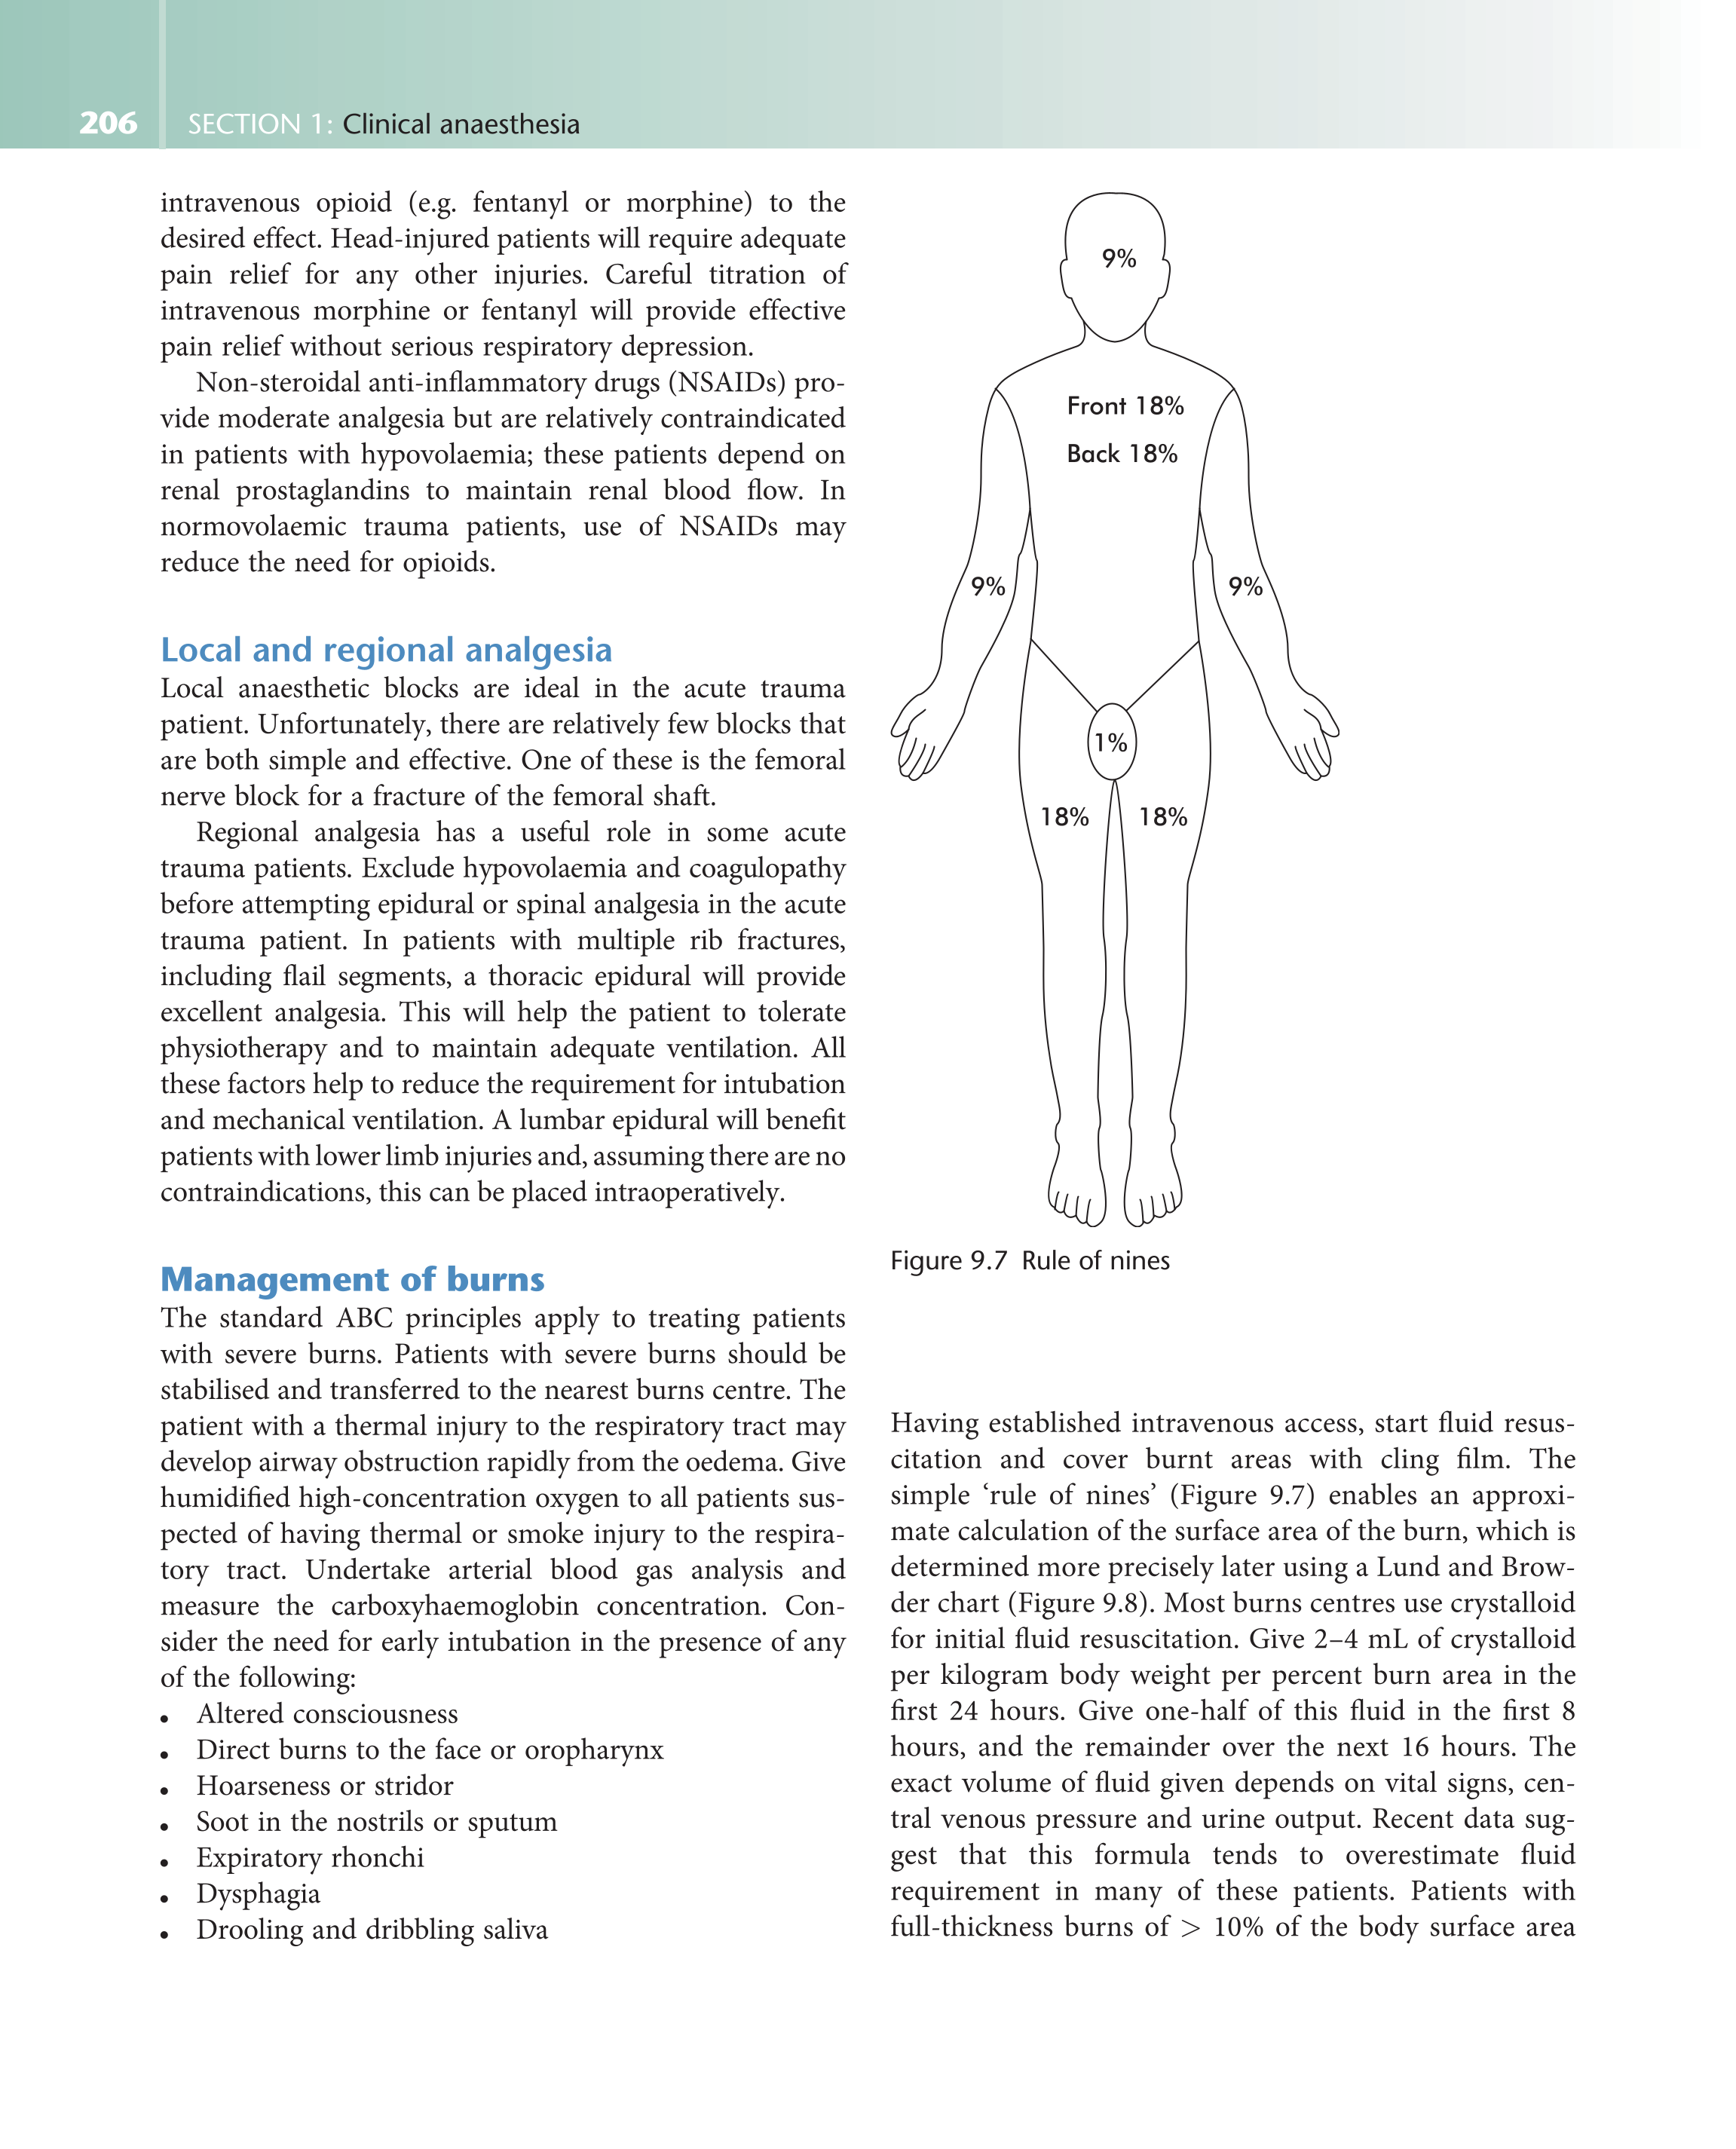 206 SECTION 1: Clinical anaesthesia
intravenous opioid (e.g. fentanyl or morphine) to the
desired effect. Head-injured patients will require adequate
pain relief for any other injuries. Careful titration of
intravenous morphine or fentanyl will provide effective
pain relief without serious respiratory depression.
Non-steroidal anti-inflammatory drugs (NSAIDs) pro-
vide moderate analgesia but are relatively contraindicated
in patients with hypovolaemia; these patients depend on
renal prostaglandins to maintain renal blood flow. In
normovolaemic trauma patients, use of NSAIDs may
reduce the need for opioids.
Local and regional analgesia
Local anaesthetic blocks are ideal in the acute trauma
patient. Unfortunately, there are relatively few blocks that
are both simple and effective. One of these is the femoral
nerve block for a fracture of the femoral shaft.
Regional analgesia has a useful role in some acute
trauma patients. Exclude hypovolaemia and coagulopathy
before attempting epidural or spinal analgesia in the acute
trauma patient. In patients with multiple rib fractures,
including flail segments, a thoracic epidural will provide
excellent analgesia. This will help the patient to tolerate
physiotherapy and to maintain adequate ventilation. All
these factors help to reduce the requirement for intubation
and mechanical ventilation. A lumbar epidural will benefit
patients with lower limb injuries and, assuming there are no
contraindications, this can be placed intraoperatively.
Management of burns
The standard ABC principles apply to treating patients
with severe burns. Patients with severe burns should be
stabilised and transferred to the nearest burns centre. The
patient with a thermal injury to the respiratory tract may
develop airway obstruction rapidly from the oedema. Give
humidified high-concentration oxygen to all patients sus-
pected of having thermal or smoke injury to the respira-
tory tract. Undertake arterial blood gas analysis and
measure the carboxyhaemoglobin concentration. Con-
sider the need for early intubation in the presence of any
of the following:
• Altered consciousness
• Direct burns to the face or oropharynx
• Hoarseness or stridor
• Soot in the nostrils or sputum
• Expiratory rhonchi
• Dysphagia
• Drooling and dribbling saliva
9%
Front 18%
Back 18%
9% 9%
1%
18% 18%
Figure 9.7 Rule of nines
Having established intravenous access, start fluid resus-
citation and cover burnt areas with cling film. The
simple ‘rule of nines’ (Figure 9.7) enables an approxi-
mate calculation of the surface area of the burn, which is
determined more precisely later using a Lund and Brow-
der chart (Figure 9.8). Most burns centres use crystalloid
for initial fluid resuscitation. Give 2–4 mL of crystalloid
per kilogram body weight per percent burn area in the
first 24 hours. Give one-half of this fluid in the first 8
hours, and the remainder over the next 16 hours. The
exact volume of fluid given depends on vital signs, cen-
tral venous pressure and urine output. Recent data sug-
gest that this formula tends to overestimate fluid
requirement in many of these patients. Patients with
full-thickness burns of > 10% of the body surface area